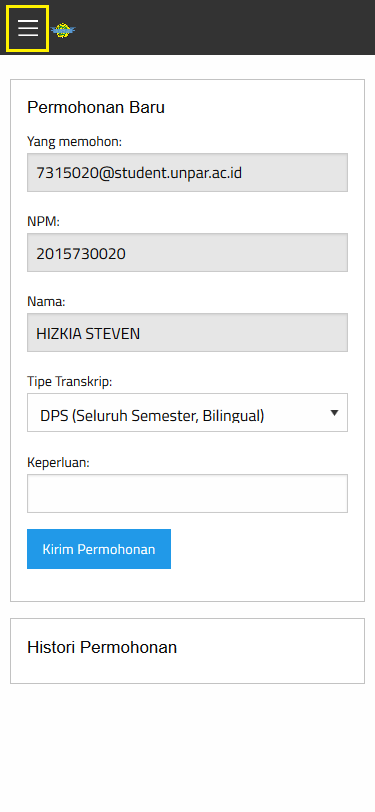 Permohonan Baru
Yang memohon:
7315020@student.unpar.ac.id
NPM:
2015730020
Nama:
HIZKIA STEVEN
Tipe Transkrip:
DPS (Seluruh Semester, Bilingual)
Keperluan:
Kirim Permohonan
Histori Permohonan